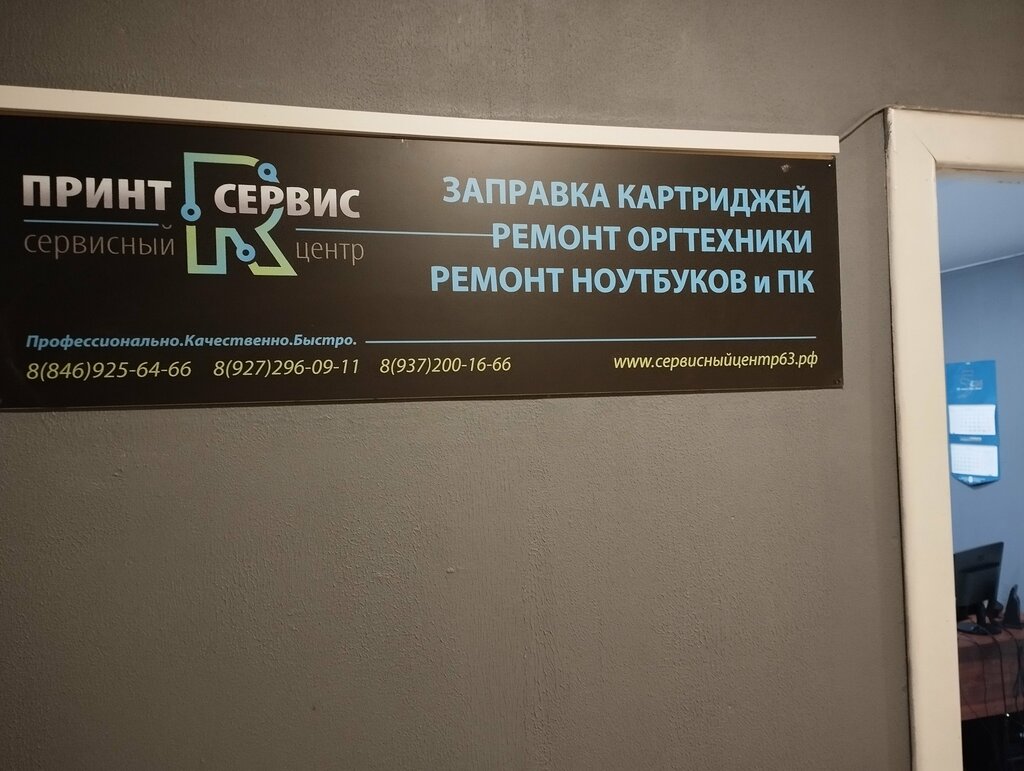 ПРИНТ СЕРВИС
сервисный центр
ЗАПРАВКА КАРТРИДЖЕЙ
РЕМОНТ ОРГТЕХНИКИ
РЕМОНТ НОУТБУКОВ и ПК
Профессионально.Качественно.Быстро.
8(846)925-64-66 8(927)296-09-11 8(937)200-16-66
www.сервисныйцентр63.рф